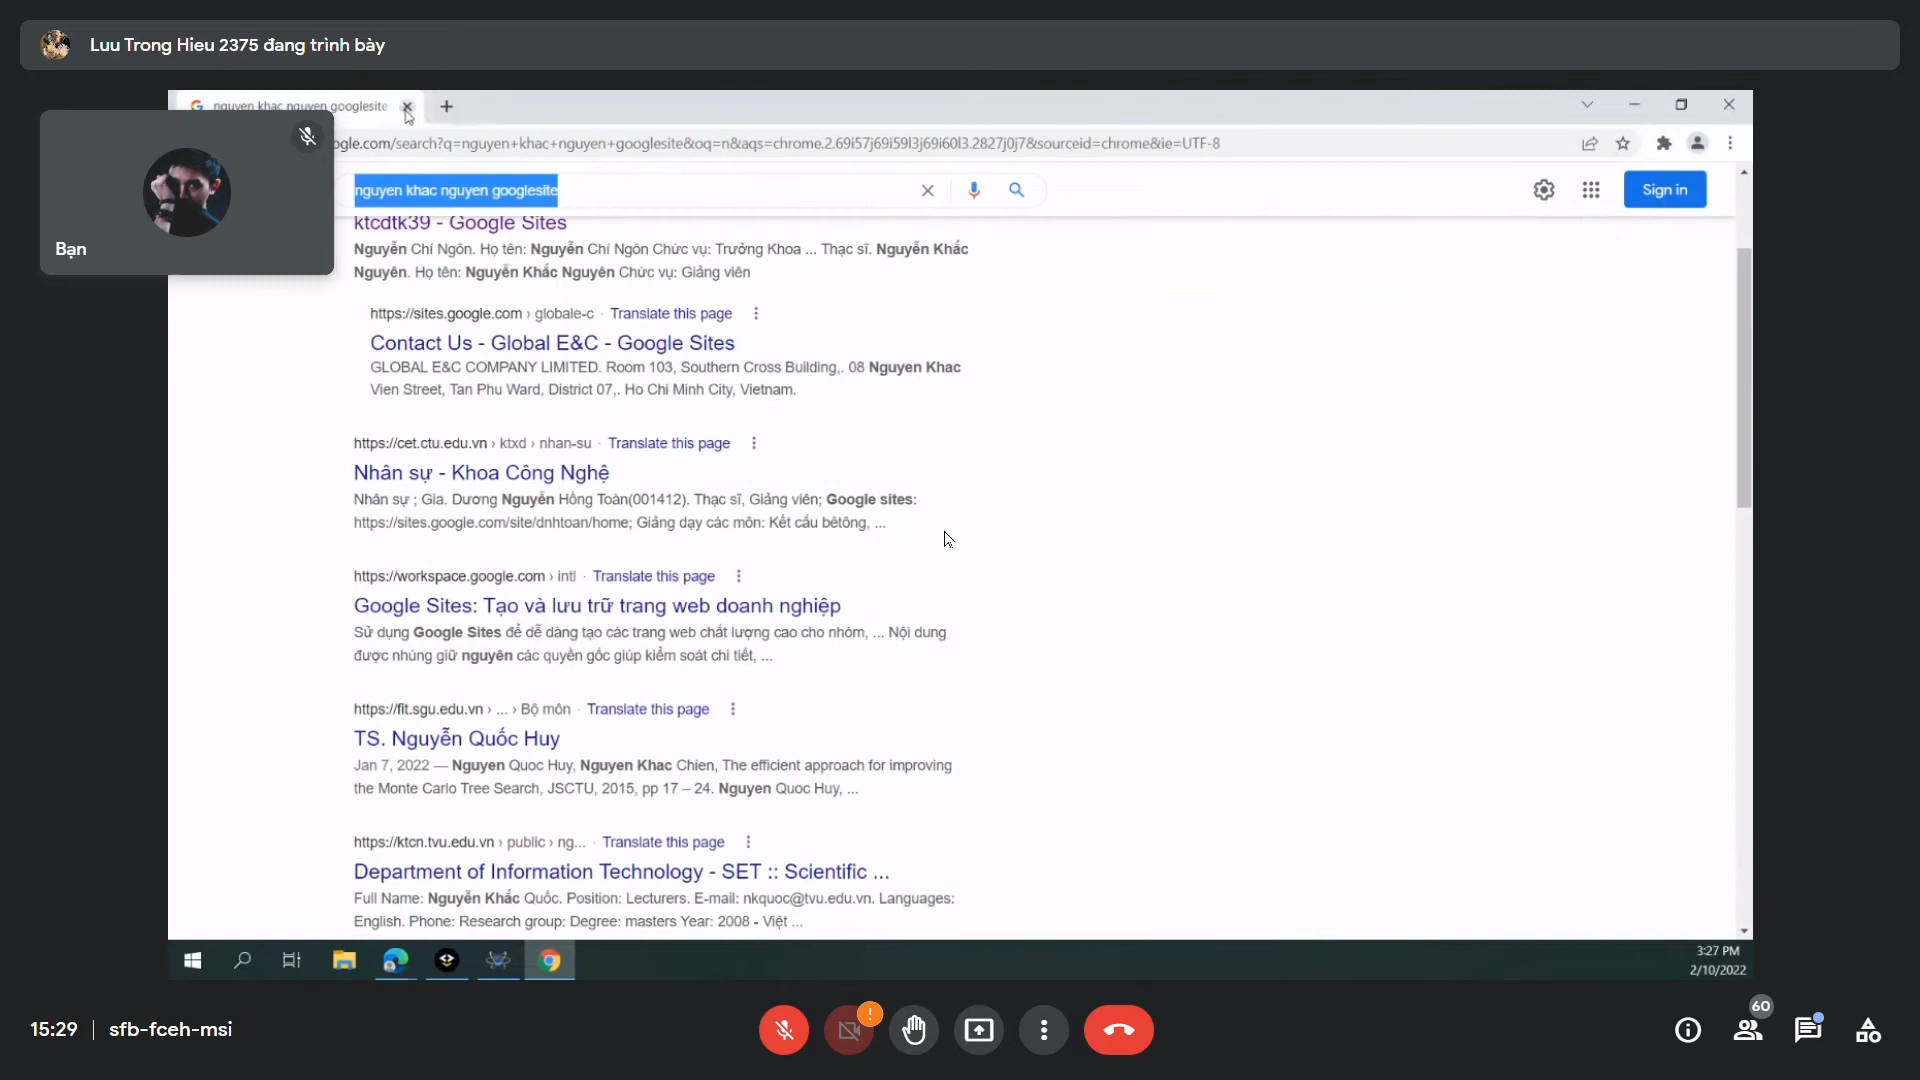 Luu Trong Hieu 2375 đang trình bày
nguyen khac nguyen googlesite
Bạn
ogle.com/search?q=nguyen+khac+nguyen+googlesite&oq=n&aqs=chrome.2.69i57j69i59l3j69i60l3.2827j0j7&sourceid=chrome&ie=UTF-8
nguyen khac nguyen googlesite
Sign in
ktcdtk39 - Google Sites
Nguyễn Chí Ngôn. Họ tên: Nguyễn Chí Ngôn Chức vụ: Trưởng Khoa ... Thạc sĩ. Nguyễn Khắc
Nguyên. Họ tên: Nguyễn Khắc Nguyên Chức vụ: Giảng viên
https://sites.google.com › globale-c · Translate this page
Contact Us - Global E&C - Google Sites
GLOBAL E&C COMPANY LIMITED. Room 103, Southern Cross Building,. 08 Nguyen Khac
Vien Street, Tan Phu Ward, District 07,. Ho Chi Minh City, Vietnam.
https://cet.ctu.edu.vn › ktxd › nhan-su · Translate this page
Nhân sự - Khoa Công Nghệ
Nhân sự ; Gia. Dương Nguyễn Hồng Toàn(001412). Thạc sĩ, Giảng viên; Google sites:
https://sites.google.com/site/dnhtoan/home; Giảng dạy các môn: Kết cấu bêtông, ...
https://workspace.google.com › intl · Translate this page
Google Sites: Tạo và lưu trữ trang web doanh nghiệp
Sử dụng Google Sites để dễ dàng tạo các trang web chất lượng cao cho nhóm, ... Nội dung
được nhúng giữ nguyên các quyền gốc giúp kiểm soát chi tiết, ...
https://fit.sgu.edu.vn › ... › Bộ môn · Translate this page
TS. Nguyễn Quốc Huy
Jan 7, 2022 — Nguyen Quoc Huy, Nguyen Khac Chien, The efficient approach for improving
the Monte Carlo Tree Search, JSCTU, 2015, pp 17 – 24. Nguyen Quoc Huy, ...
https://ktcn.tvu.edu.vn › public › ng... · Translate this page
Department of Information Technology - SET :: Scientific ...
Full Name: Nguyễn Khắc Quốc. Position: Lecturers. E-mail: nkquoc@tvu.edu.vn. Languages:
English. Phone: Research group: Degree: masters Year: 2008 - Việt ...
3:27 PM
2/10/2022
15:29 | sfb-fceh-msi
60